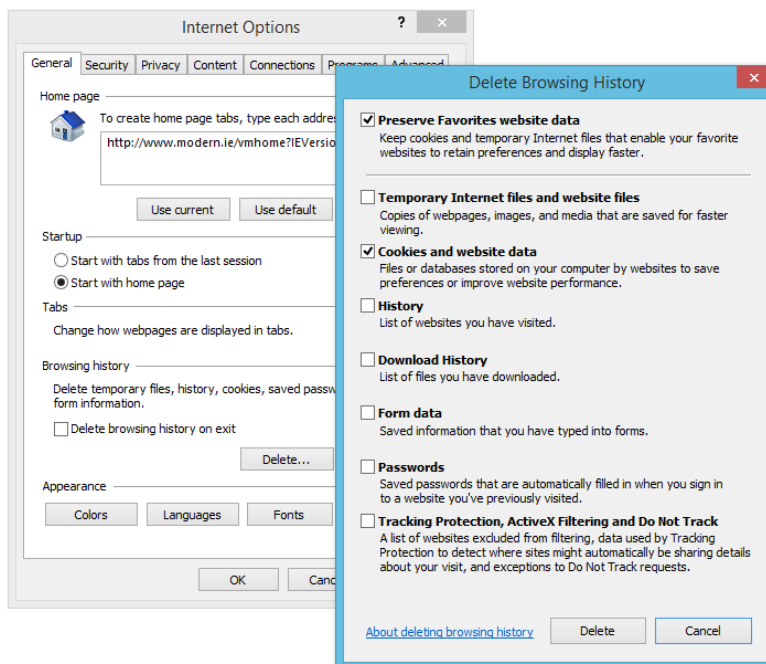 Internet Options
?
×
General Security Privacy Content Connections Programs Advanced
Home page
To create home page tabs, type each addre
http://www.modern.ie/vmhome?IEVersio
Use current Use default
Startup
Start with tabs from the last session
Start with home page
Tabs
Change how webpages are displayed in tabs.
Browsing history
Delete temporary files, history, cookies, saved passw
form information.
Delete browsing history on exit
Delete...
Appearance
Colors Languages Fonts
OK Canc
Delete Browsing History
×
Preserve Favorites website data
Keep cookies and temporary Internet files that enable your favorite
websites to retain preferences and display faster.
Temporary Internet files and website files
Copies of webpages, images, and media that are saved for faster
viewing.
Cookies and website data
Files or databases stored on your computer by websites to save
preferences or improve website performance.
History
List of websites you have visited.
Download History
List of files you have downloaded.
Form data
Saved information that you have typed into forms.
Passwords
Saved passwords that are automatically filled in when you sign in
to a website you've previously visited.
Tracking Protection, ActiveX Filtering and Do Not Track
A list of websites excluded from filtering, data used by Tracking
Protection to detect where sites might automatically be sharing details
about your visit, and exceptions to Do Not Track requests.
About deleting browsing history Delete Cancel